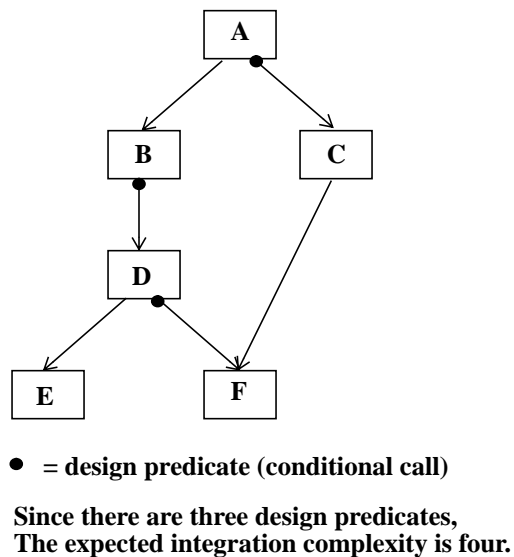 A
B
C
D
E
F
= design predicate (conditional call)
Since there are three design predicates,
The expected integration complexity is four.